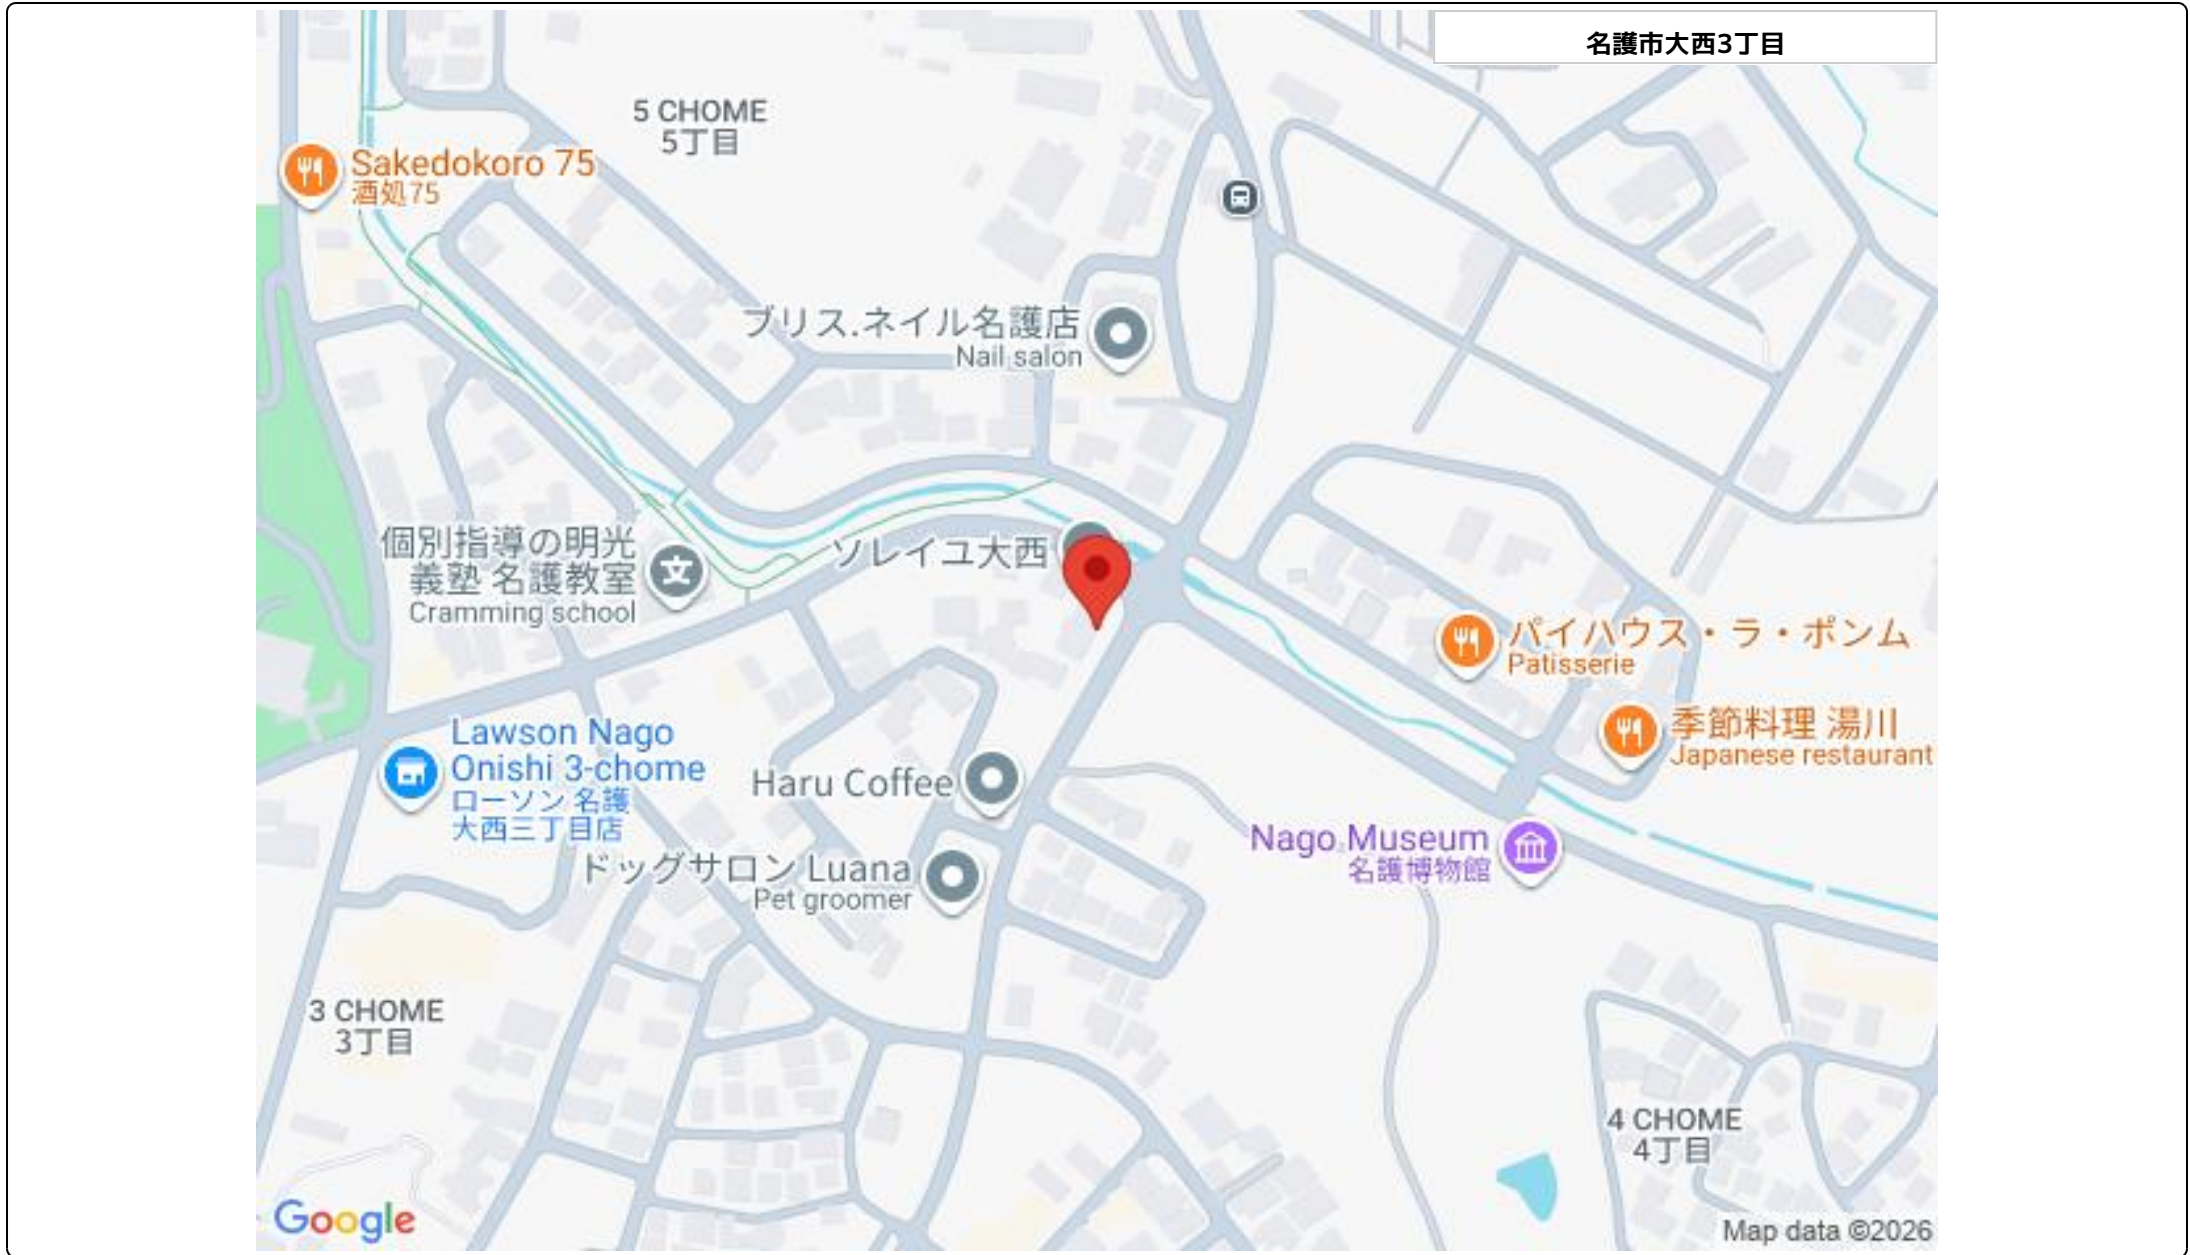 名護市大西3丁目
5 CHOME
5丁目
Sakedokoro 75
酒処75
ブリス.ネイル名護店
Nail salon
個別指導の明光
義塾 名護教室
Cramming school
ソレイユ大西
パイハウス・ラ・ポンム
Patisserie
季節料理 湯川
Japanese restaurant
Lawson Nago
Onishi 3-chome
ローソン 名護
大西三丁目店
Haru Coffee
Nago Museum
名護博物館
ドッグサロン Luana
Pet groomer
3 CHOME
3丁目
4 CHOME
4丁目
Google
Map data ©2026